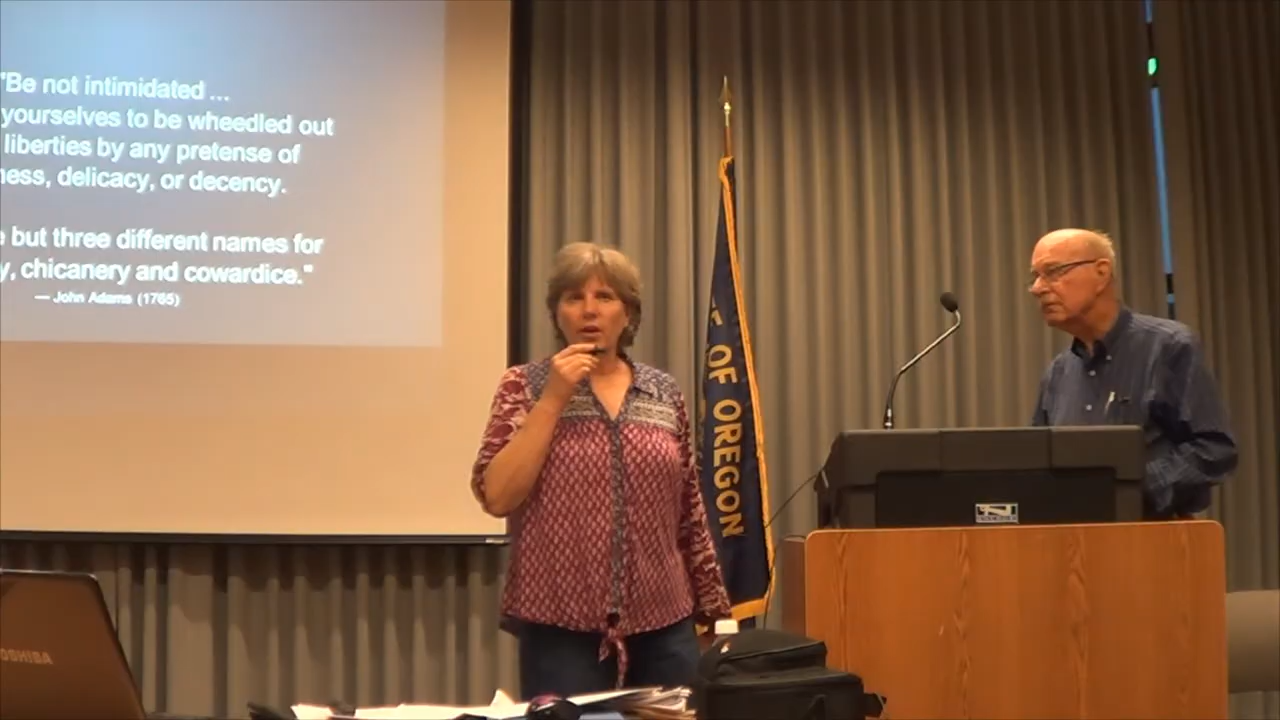 "Be not intimidated ...
yourselves to be wheedled out
liberties by any pretense of
ness, delicacy, or decency.
but three different names for
y, chicanery and cowardice."
— John Adams (1765)
OF OREGON
TOSHIBA